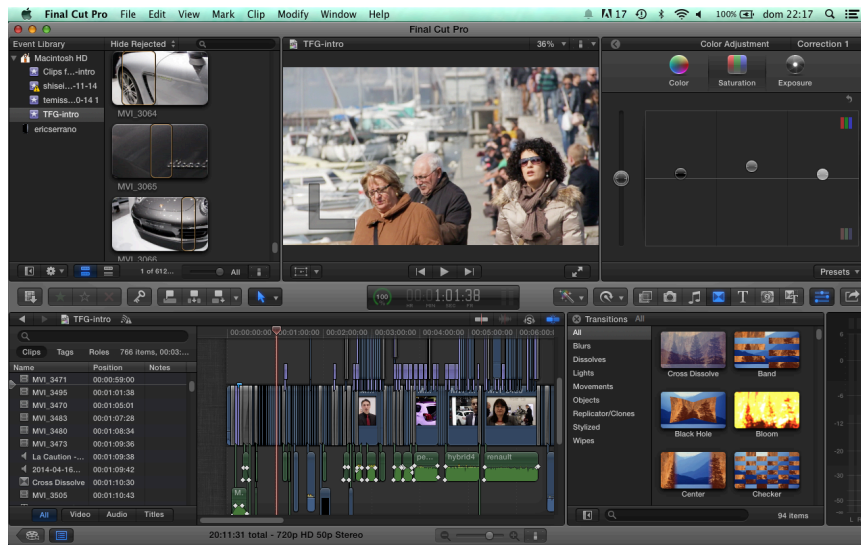 Final Cut Pro File Edit View Mark Clip Modify Window Help 17 100% dom 22:17
Final Cut Pro
Event Library Hide Rejected
Macintosh HD
Clips f...-intro
shisei...-11-14
temiss...0-14 1
TFG-intro
ericserrano
MVI_3064
MVI_3065
MVI_3066
1 of 612... All
TFG-intro 36%
Color Adjustment Correction 1
Color Saturation Exposure
Presets
100 00:01:01:38
HR MIN SEC FR
TFG-intro
Clips Tags Roles 766 items, 00:03:...
Name Position Notes
MVI_3471 00:00:59:00
MVI_3495 00:01:01:38
MVI_3470 00:01:05:01
MVI_3483 00:01:07:28
MVI_3480 00:01:08:34
MVI_3473 00:01:09:36
La Caution -... 00:01:09:38
2014-04-16... 00:01:09:42
Cross Dissolve 00:01:10:30
MVI_3505 00:01:10:43
All Video Audio Titles
00:00:00:00 00:01:00:00 00:02:00:00 00:03:00:00 00:04:00:00 00:05:00:00 00:06:00:
pe... hybrid4 renault
M...
Transitions All
All
Blurs
Dissolves
Lights
Movements
Objects
Replicator/Clones
Stylized
Wipes
Cross Dissolve Band
Black Hole Bloom
Center Checker
94 items
20:11:31 total - 720p HD 50p Stereo